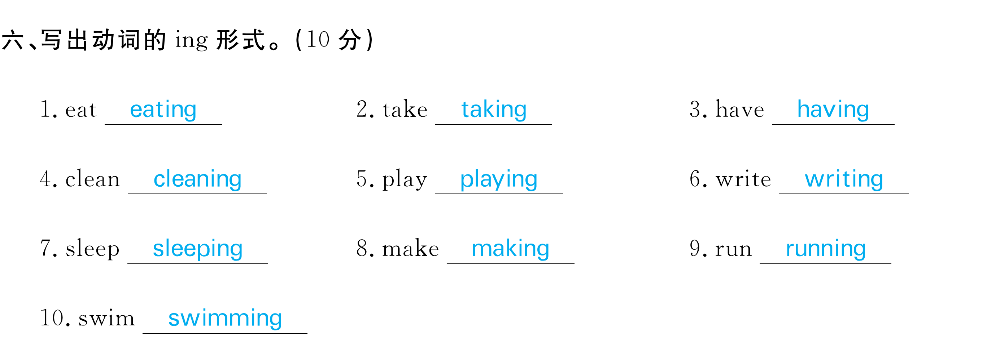 六、写出动词的 ing 形式。(10 分)
1. eat eating 2. take taking 3. have having
4. clean cleaning 5. play playing 6. write writing
7. sleep sleeping 8. make making 9. run running
10. swim swimming